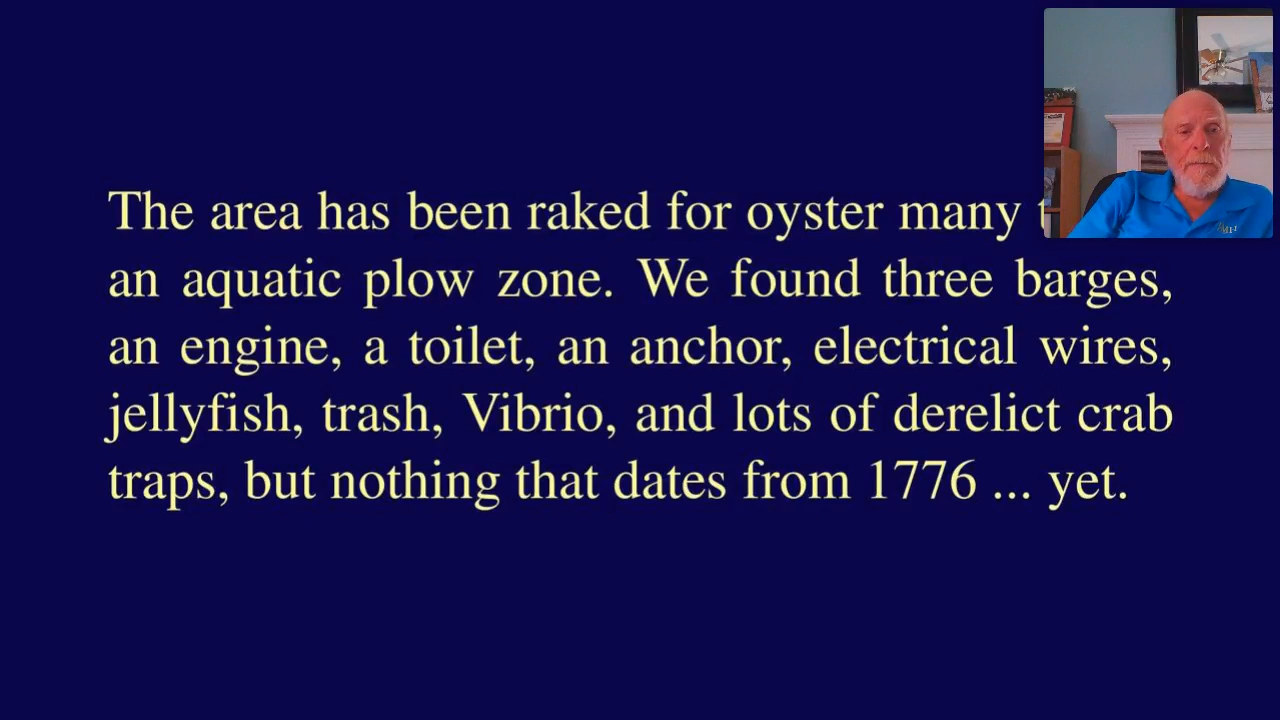 The area has been raked for oyster many
an aquatic plow zone. We found three barges,
an engine, a toilet, an anchor, electrical wires,
jellyfish, trash, Vibrio, and lots of derelict crab
traps, but nothing that dates from 1776 ... yet.